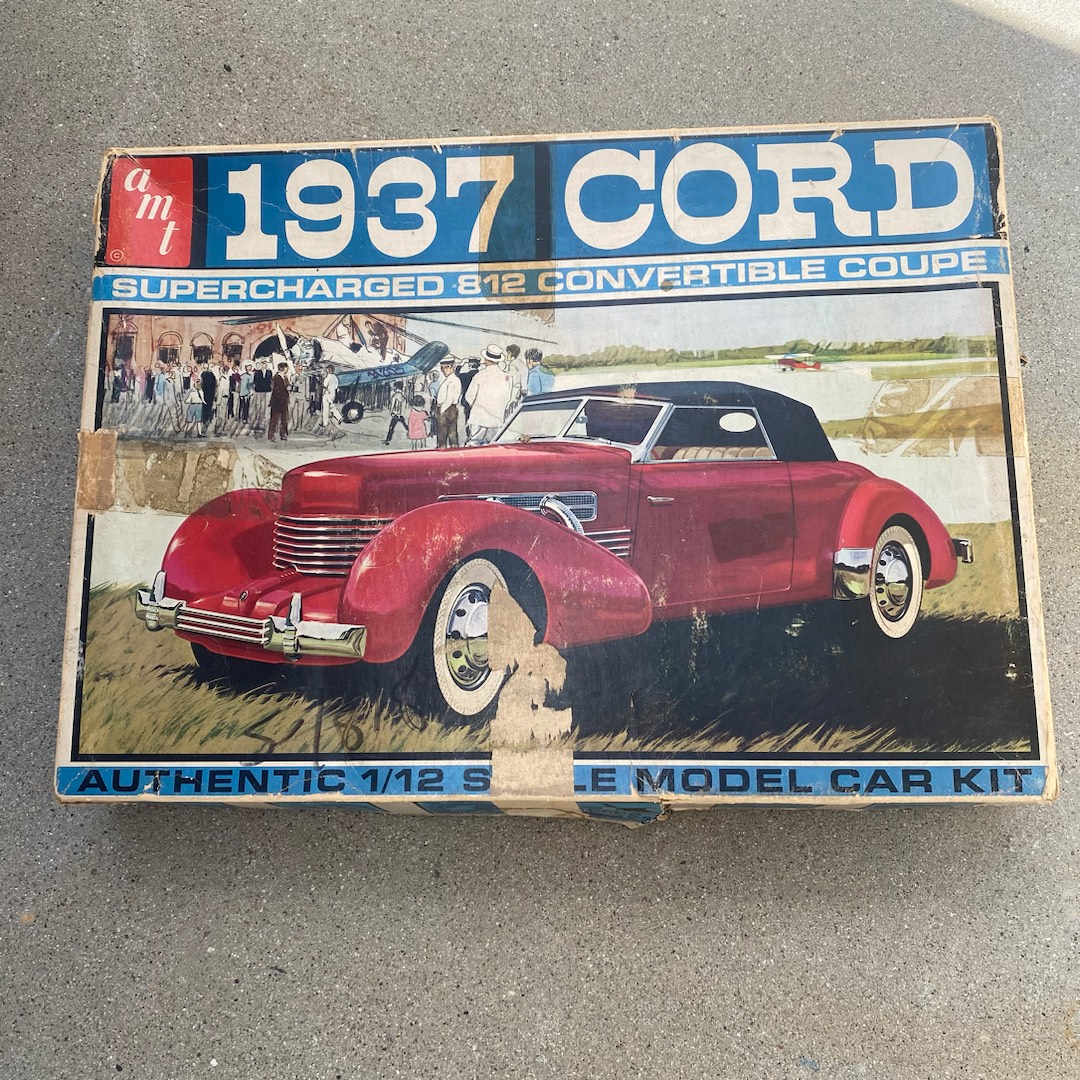 amt
©
1937 CORD
SUPERCHARGED 812 CONVERTIBLE COUPE
AUTHENTIC 1/12 S LE MODEL CAR KIT